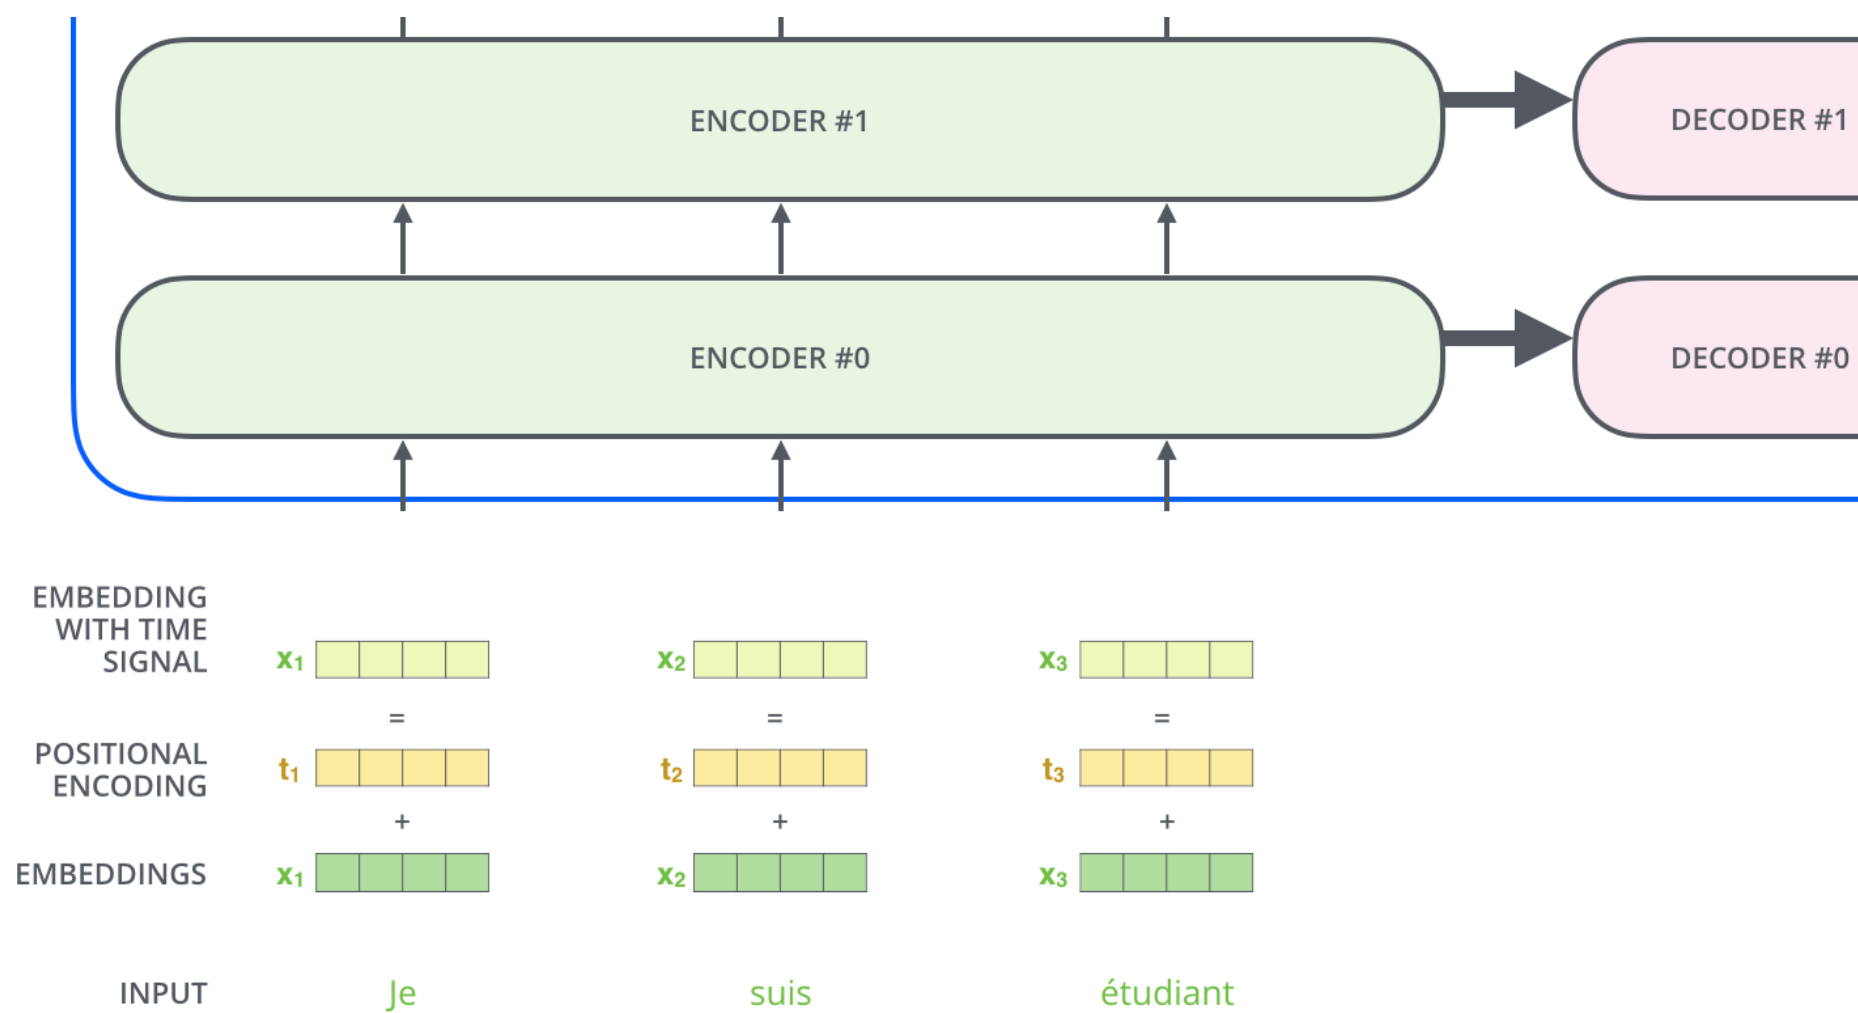 ENCODER #1
DECODER #1
ENCODER #0
DECODER #0
EMBEDDING
WITH TIME
SIGNAL
x1
x2
x3
=
=
=
POSITIONAL
ENCODING
t1
t2
t3
+
+
+
EMBEDDINGS
x1
x2
x3
INPUT
Je
suis
étudiant